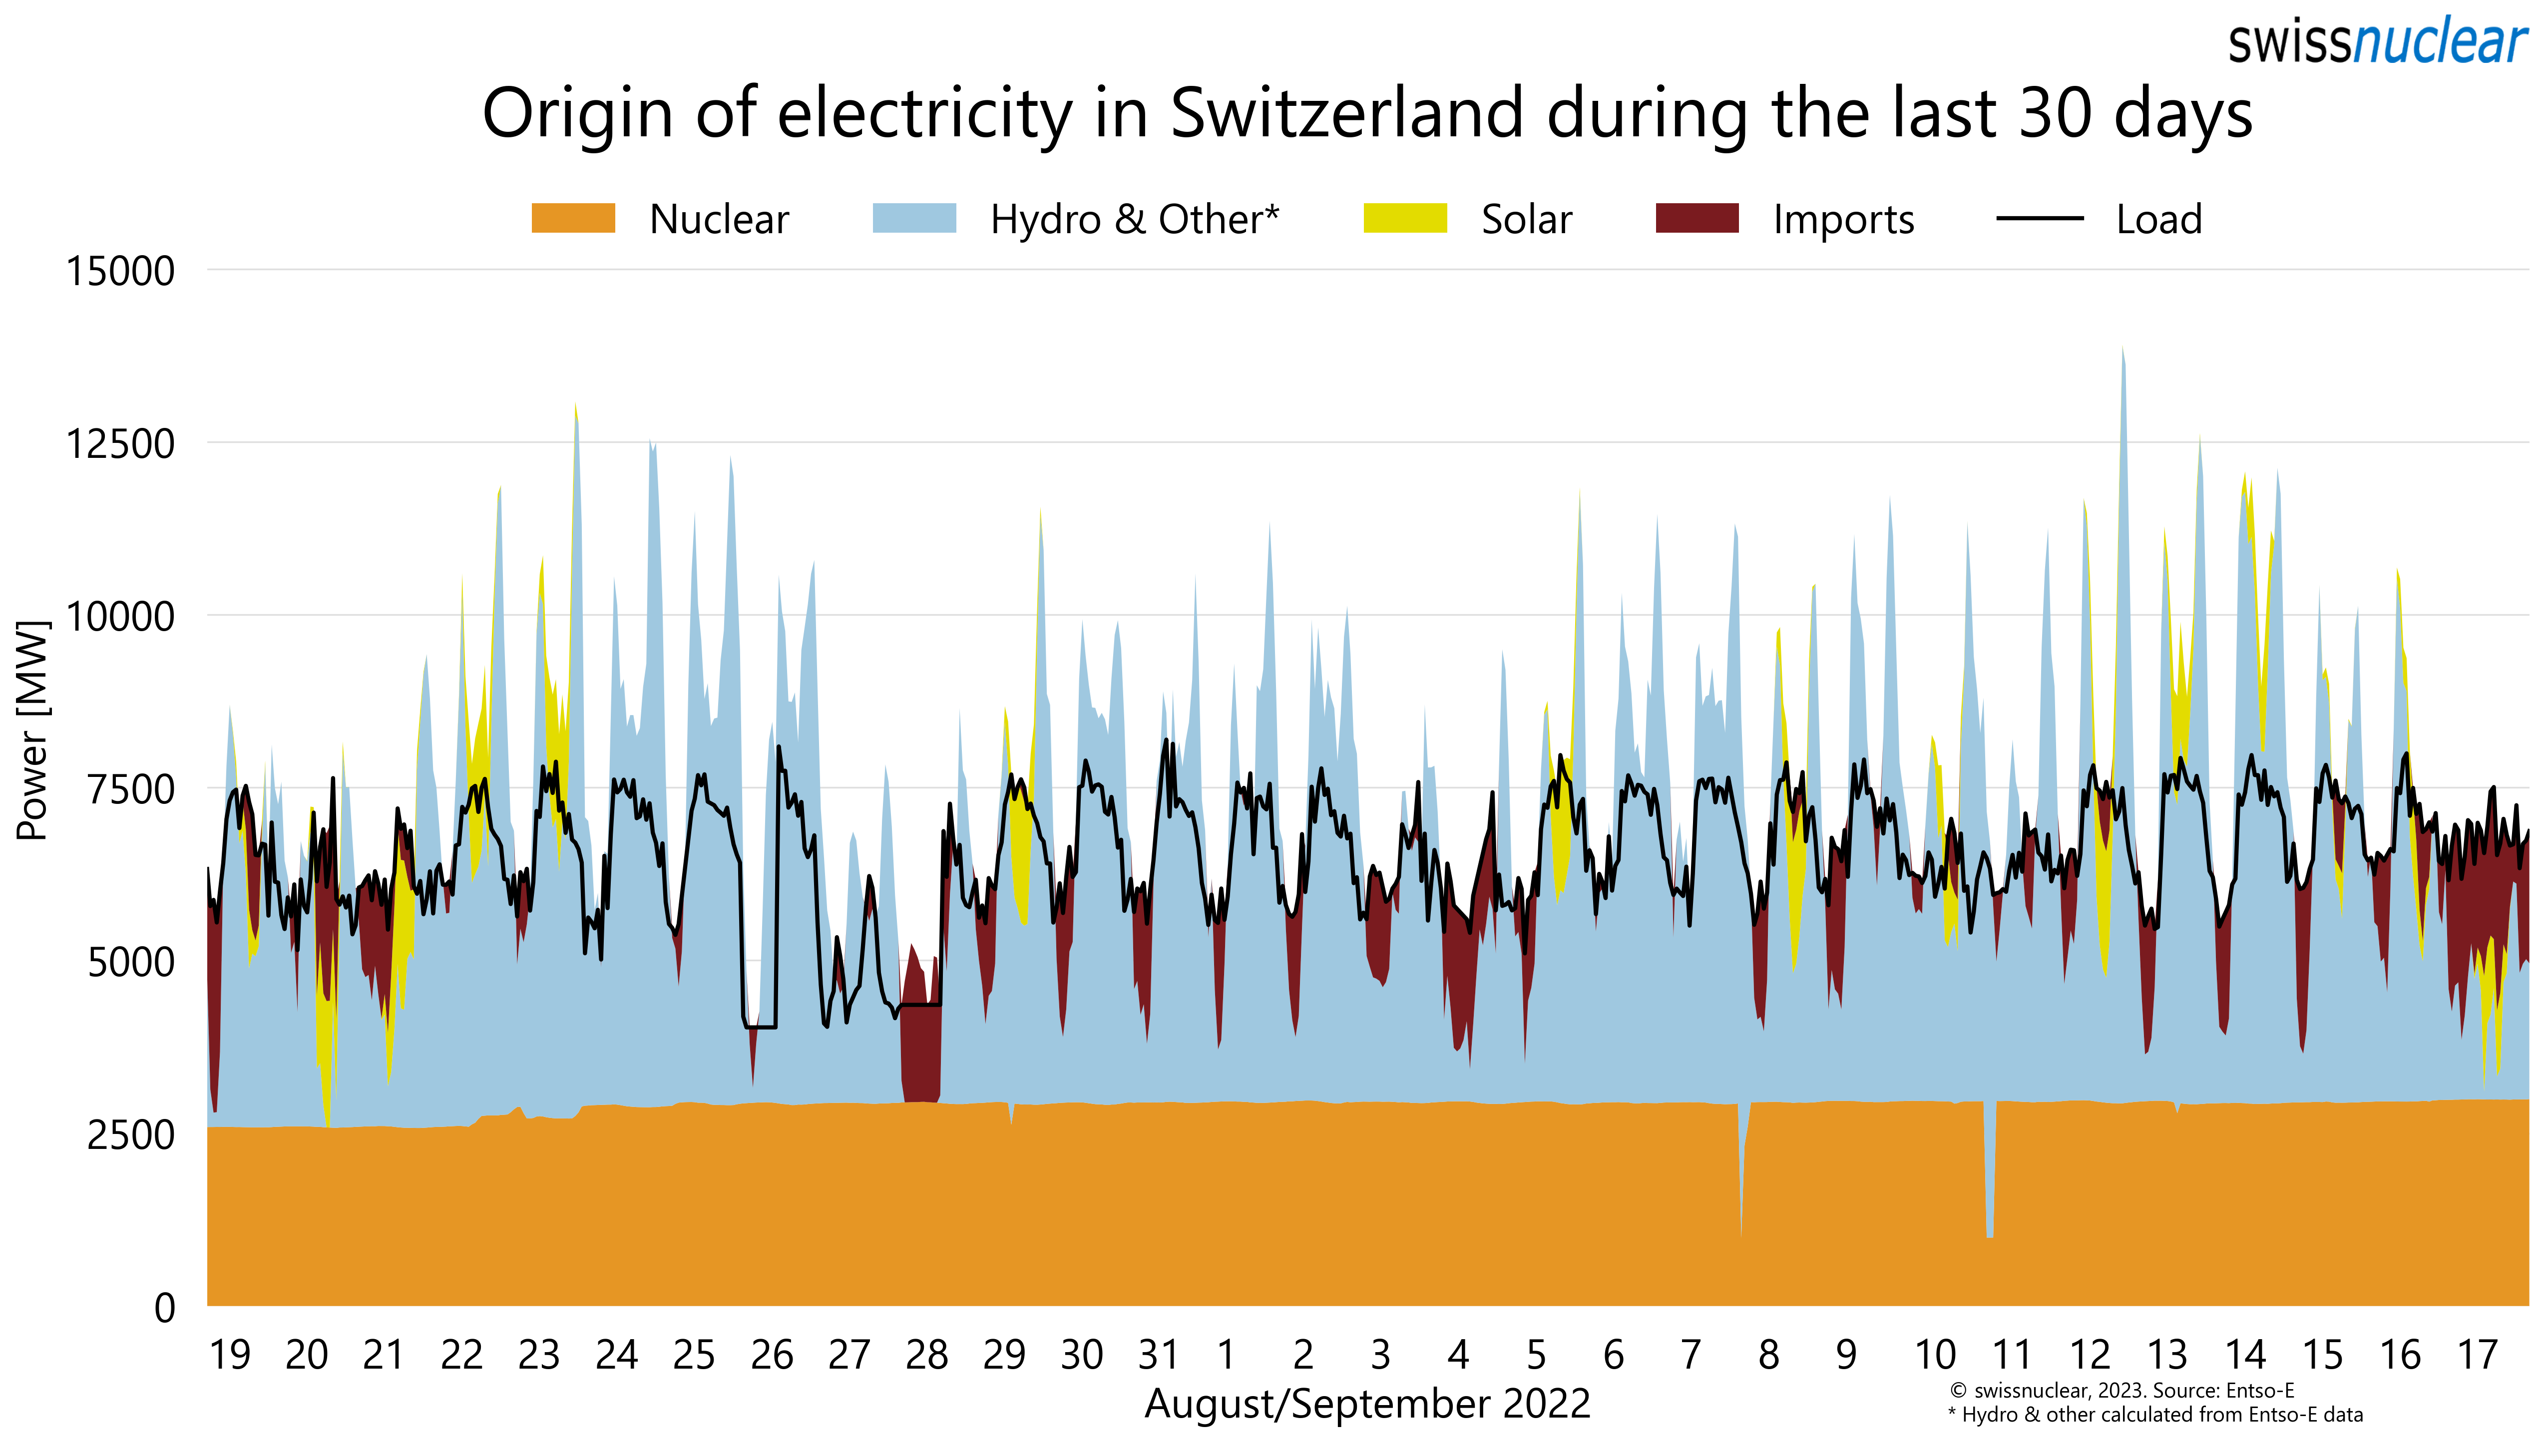 swissnuclear
Origin of electricity in Switzerland during the last 30 days
Nuclear Hydro & Other* Solar Imports Load
15000
12500
10000
7500
5000
2500
0
Power [MW]
19 20 21 22 23 24 25 26 27 28 29 30 31 1 2 3 4 5 6 7 8 9 10 11 12 13 14 15 16 17
August/September 2022
© swissnuclear, 2023. Source: Entso-E
* Hydro & other calculated from Entso-E data